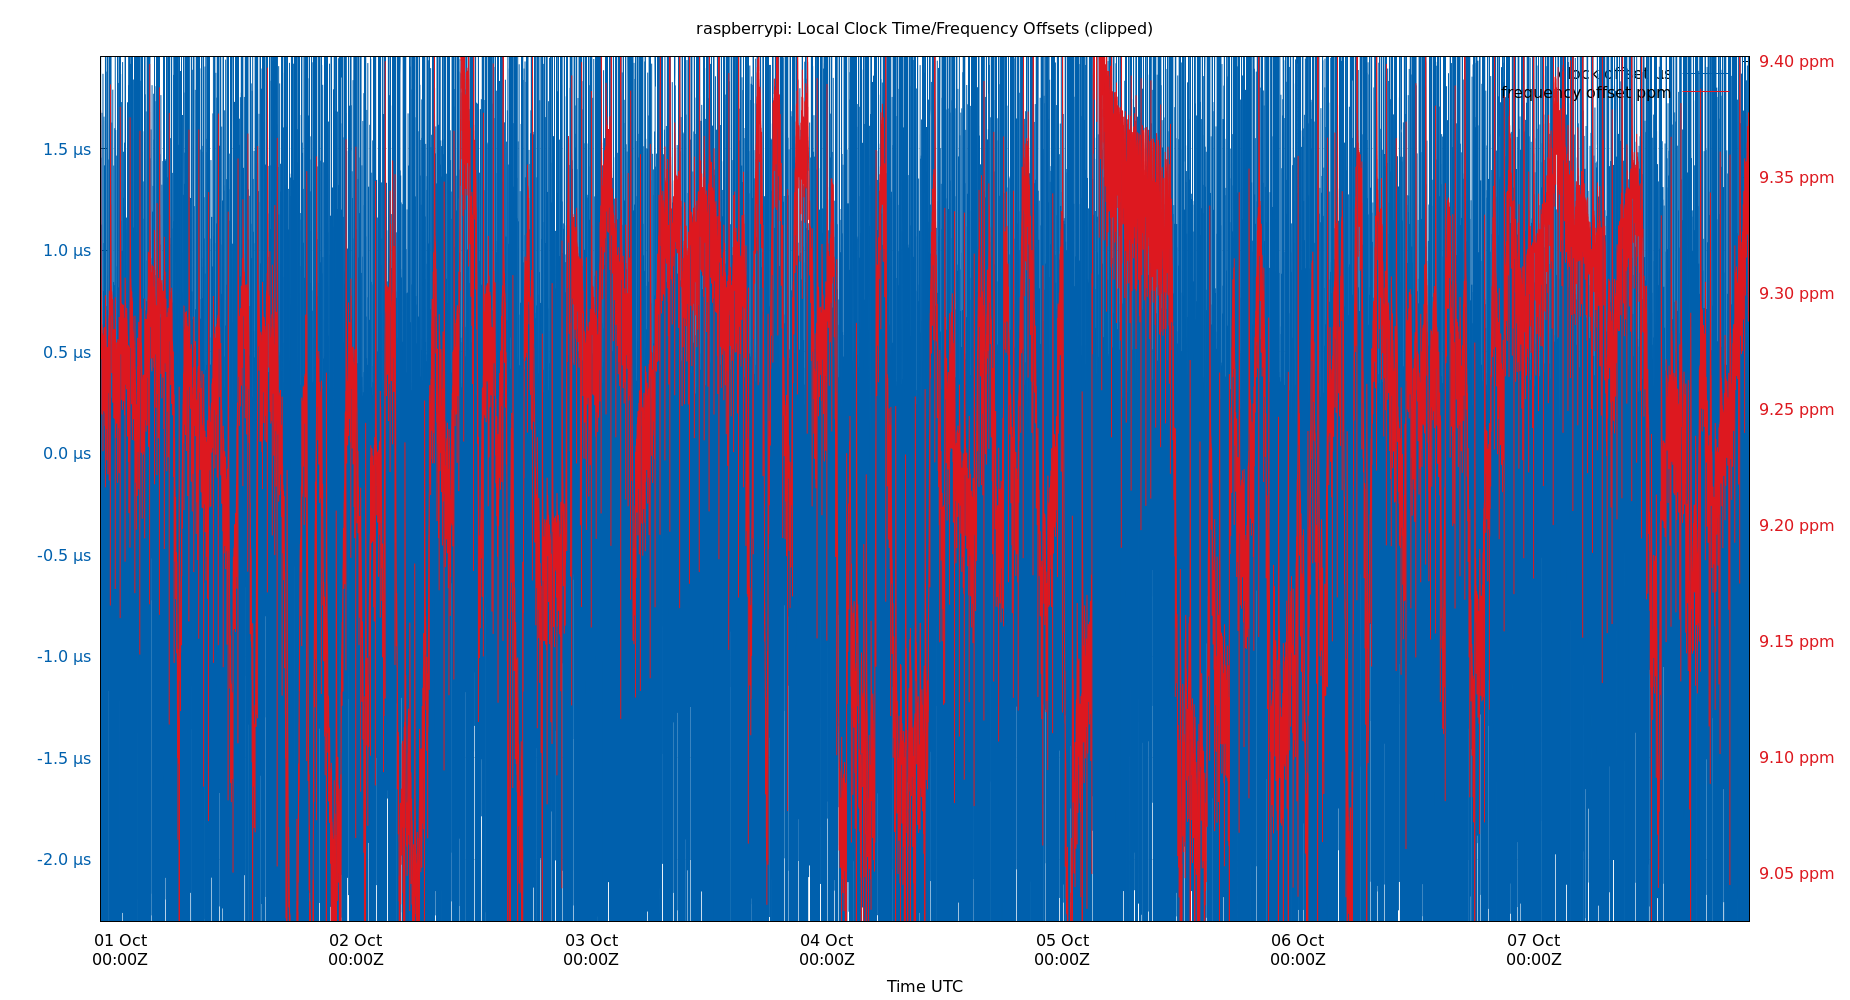 raspberrypi: Local Clock Time/Frequency Offsets (clipped)
clock offset µs
frequency offset ppm
1.5 µs
1.0 µs
0.5 µs
0.0 µs
-0.5 µs
-1.0 µs
-1.5 µs
-2.0 µs
9.40 ppm
9.35 ppm
9.30 ppm
9.25 ppm
9.20 ppm
9.15 ppm
9.10 ppm
9.05 ppm
01 Oct 02 Oct 03 Oct 04 Oct 05 Oct 06 Oct 07 Oct
00:00Z 00:00Z 00:00Z 00:00Z 00:00Z 00:00Z 00:00Z
Time UTC